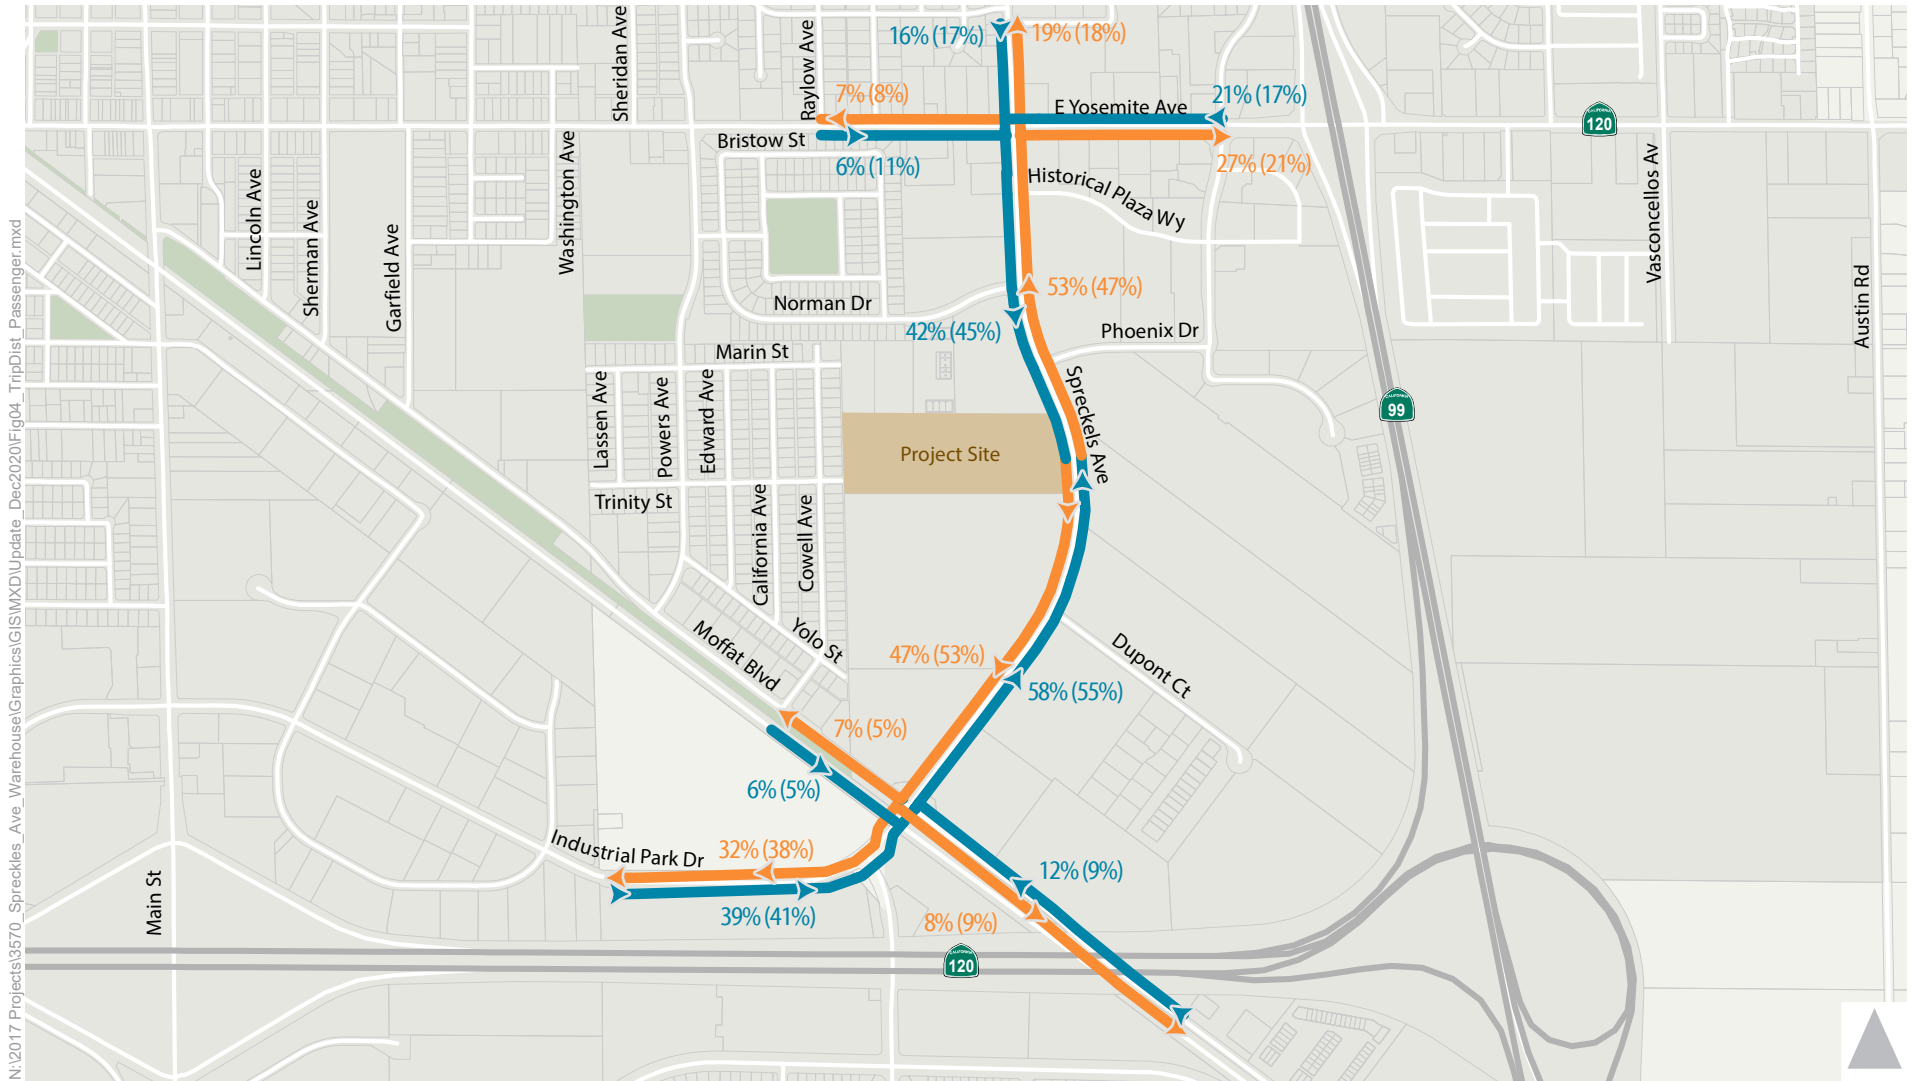 16% (17%)
19% (18%)
Sheridan Ave
Raylow Ave
7% (8%)
E Yosemite Ave
21% (17%)
CALIFORNIA
120
Bristow St
6% (11%)
27% (21%)
Historical Plaza Wy
Washington Ave
Lincoln Ave
Sherman Ave
Garfield Ave
Vasconcellos Av
Austin Rd
53% (47%)
Norman Dr
42% (45%)
Phoenix Dr
Marin St
Spreckels Ave
Lassen Ave
Powers Ave
Edward Ave
CALIFORNIA
99
Project Site
Trinity St
California Ave
Cowell Ave
Yolo St
Moffat Blvd
47% (53%)
58% (55%)
Dupont Ct
7% (5%)
6% (5%)
Industrial Park Dr
32% (38%)
39% (41%)
12% (9%)
8% (9%)
Main St
CALIFORNIA
120
N:\2017 Projects\3570_Spreckles_Ave_Warehouse\Graphics\GIS\MXD\Update_Dec2020\Fig04_TripDist_Passenger.mxd